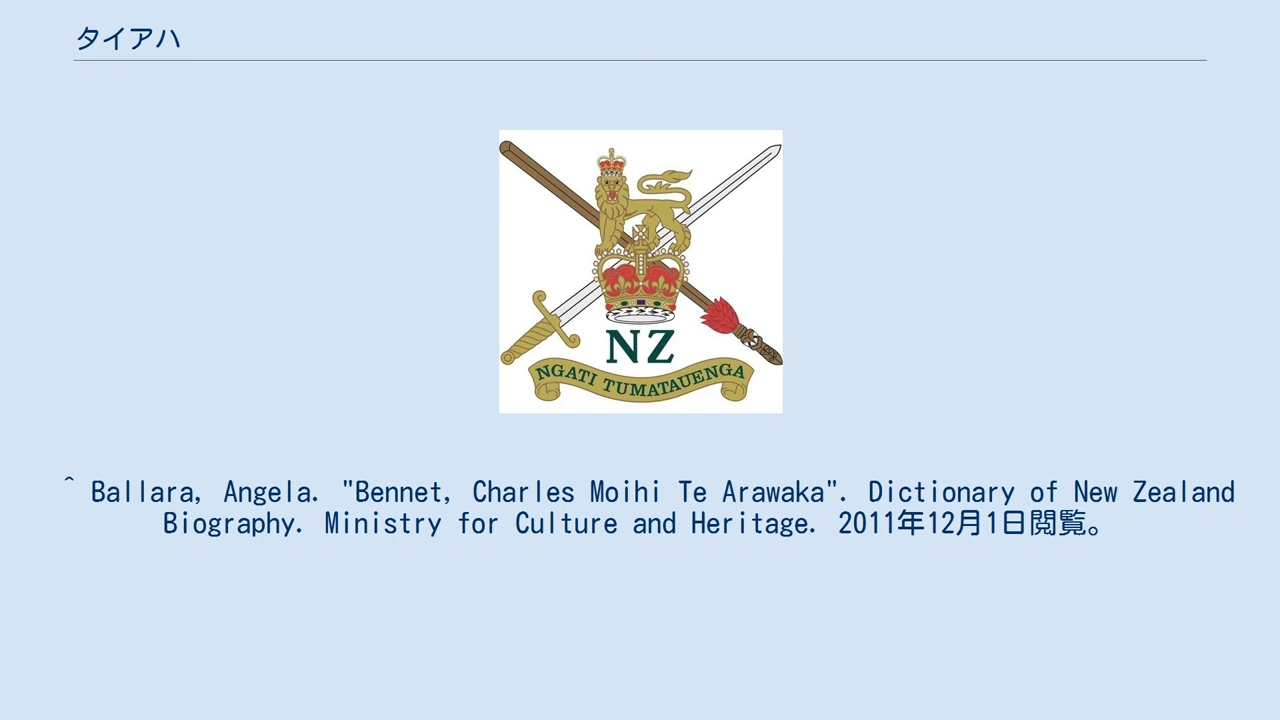 タイアハ
NZ
NGATI TUMATAUENGA
^ Ballara, Angela. "Bennet, Charles Moihi Te Arawaka". Dictionary of New Zealand
Biography. Ministry for Culture and Heritage. 2011年12月1日閲覧。